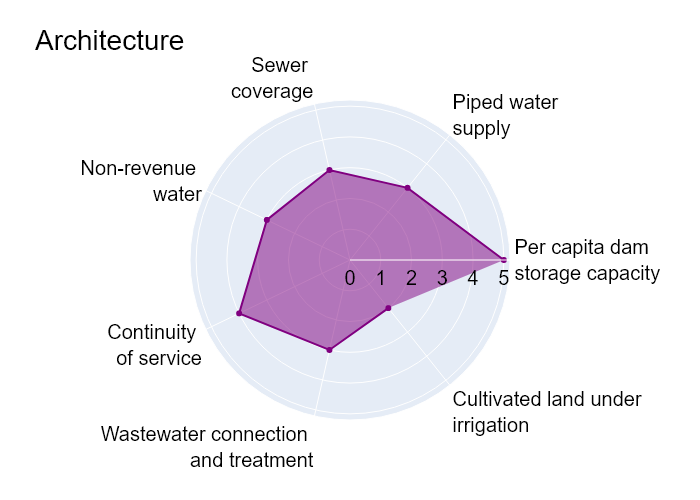 Architecture
Sewer
coverage
Piped water
supply
Non-revenue
water
Per capita dam
storage capacity
0 1 2 3 4 5
Continuity
of service
Cultivated land under
irrigation
Wastewater connection
and treatment